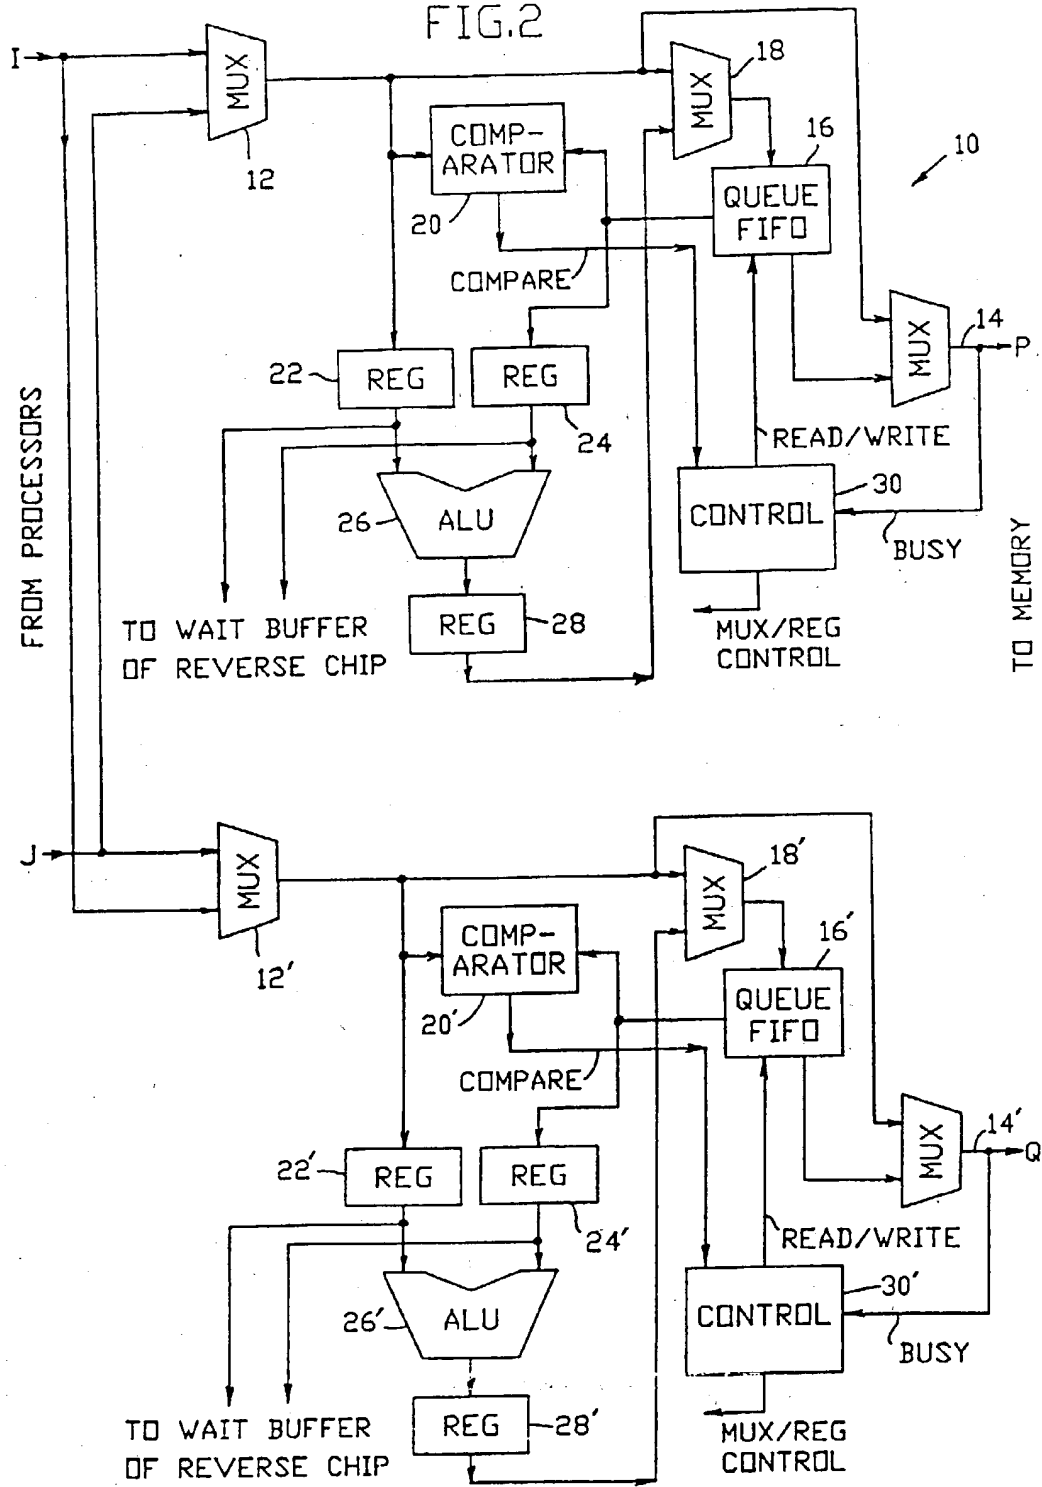 FIG.2
I
MUX
12
MUX
18
COMP-
ARATOR
20
16
QUEUE
FIFO
10
COMPARE
MUX
14
P
22
REG
REG
24
READ/WRITE
FROM PROCESSORS
26
ALU
CONTROL
30
BUSY
TO MEMORY
TO WAIT BUFFER
OF REVERSE CHIP
REG
28
MUX/REG
CONTROL
J
MUX
12'
MUX
18'
COMP-
ARATOR
20'
16'
QUEUE
FIFO
COMPARE
MUX
14'
Q
22'
REG
REG
24'
READ/WRITE
26'
ALU
CONTROL
30'
BUSY
TO WAIT BUFFER
OF REVERSE CHIP
REG
28'
MUX/REG
CONTROL